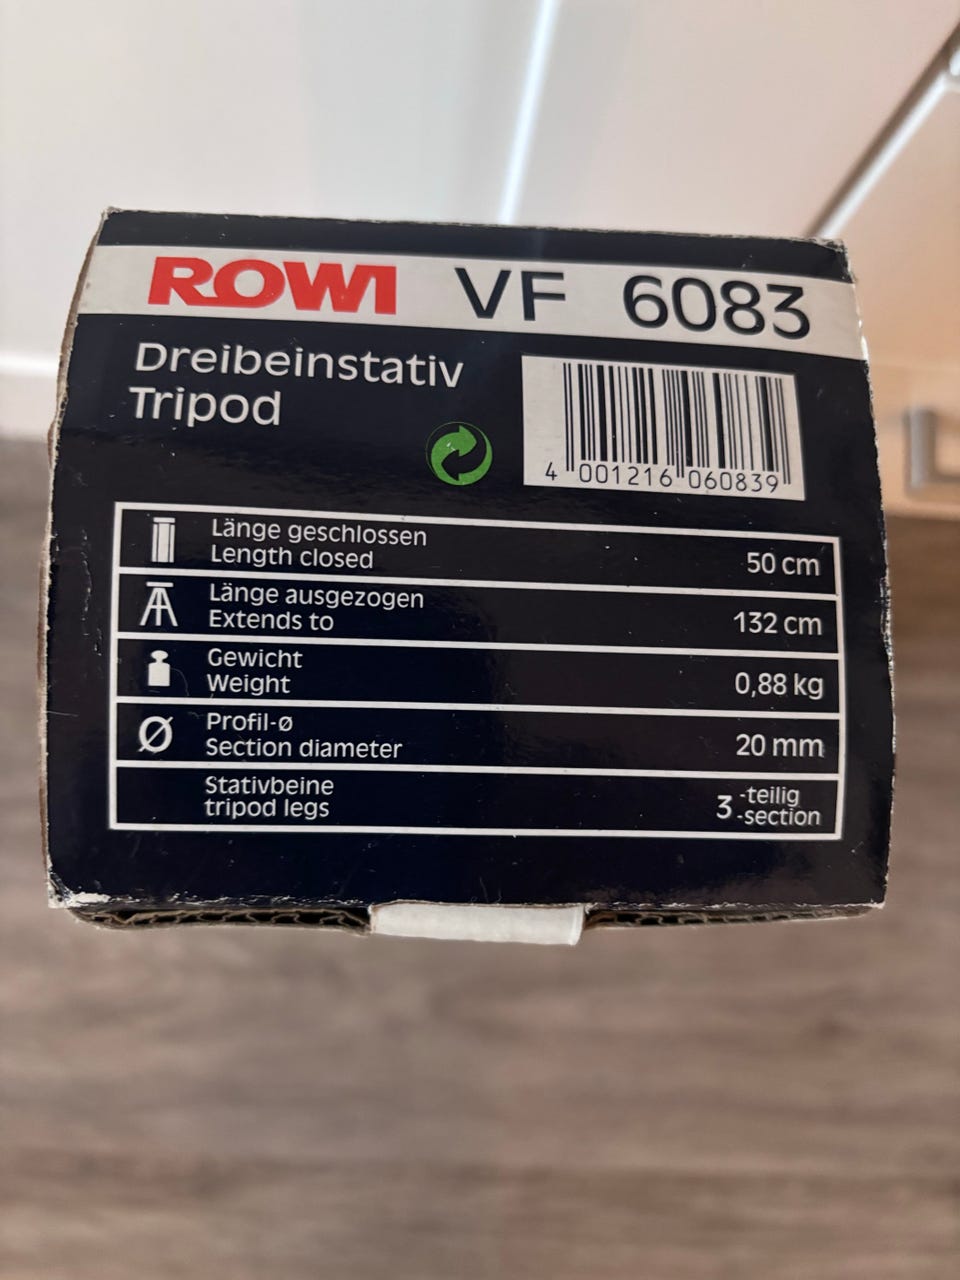 ROWI VF 6083
Dreibeinstativ
Tripod
4 001216 060839
Länge geschlossen
Length closed
50 cm
Länge ausgezogen
Extends to
132 cm
Gewicht
Weight
0,88 kg
Ø
Profil-ø
Section diameter
20 mm
Stativbeine
tripod legs
3 -teilig
-section